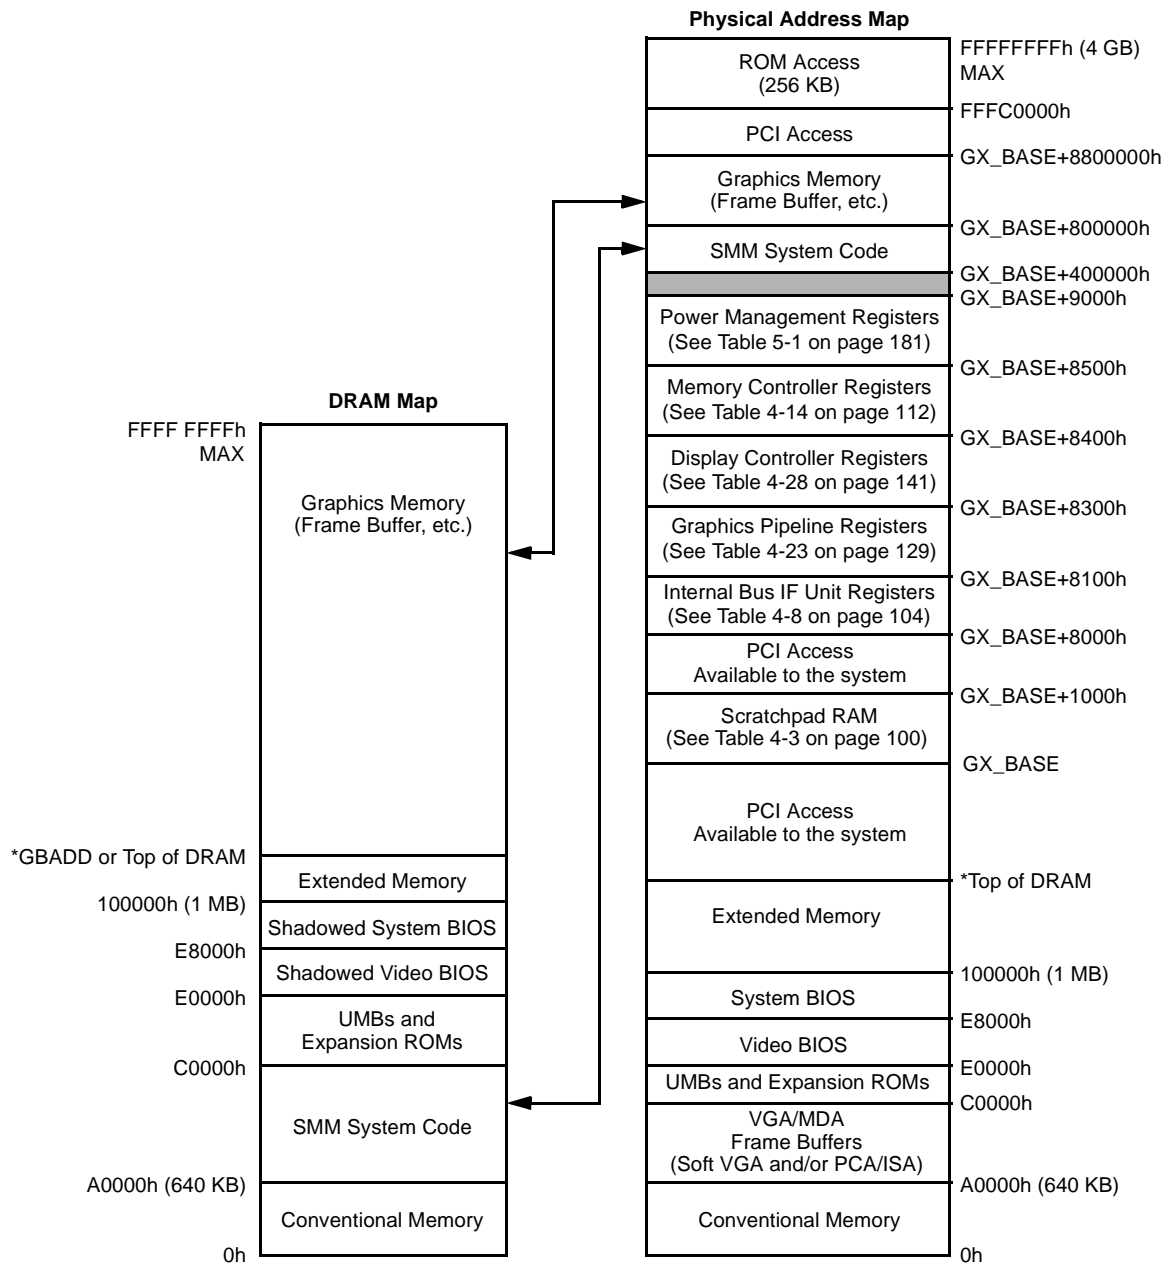 Physical Address Map
FFFFFFFFh (4 GB)
MAX
ROM Access
(256 KB)
FFFC0000h
PCI Access
GX_BASE+8800000h
Graphics Memory
(Frame Buffer, etc.)
GX_BASE+800000h
SMM System Code
GX_BASE+400000h
GX_BASE+9000h
Power Management Registers
(See Table 5-1 on page 181)
GX_BASE+8500h
Memory Controller Registers
(See Table 4-14 on page 112)
GX_BASE+8400h
Display Controller Registers
(See Table 4-28 on page 141)
GX_BASE+8300h
Graphics Pipeline Registers
(See Table 4-23 on page 129)
GX_BASE+8100h
Internal Bus IF Unit Registers
(See Table 4-8 on page 104)
GX_BASE+8000h
PCI Access
Available to the system
GX_BASE+1000h
Scratchpad RAM
(See Table 4-3 on page 100)
GX_BASE
PCI Access
Available to the system
*Top of DRAM
Extended Memory
100000h (1 MB)
System BIOS
E8000h
Video BIOS
E0000h
UMBs and Expansion ROMs
C0000h
VGA/MDA
Frame Buffers
(Soft VGA and/or PCA/ISA)
A0000h (640 KB)
Conventional Memory
0h
DRAM Map
FFFF FFFFh
MAX
Graphics Memory
(Frame Buffer, etc.)
*GBADD or Top of DRAM
Extended Memory
100000h (1 MB)
Shadowed System BIOS
E8000h
Shadowed Video BIOS
E0000h
UMBs and
Expansion ROMs
C0000h
SMM System Code
A0000h (640 KB)
Conventional Memory
0h